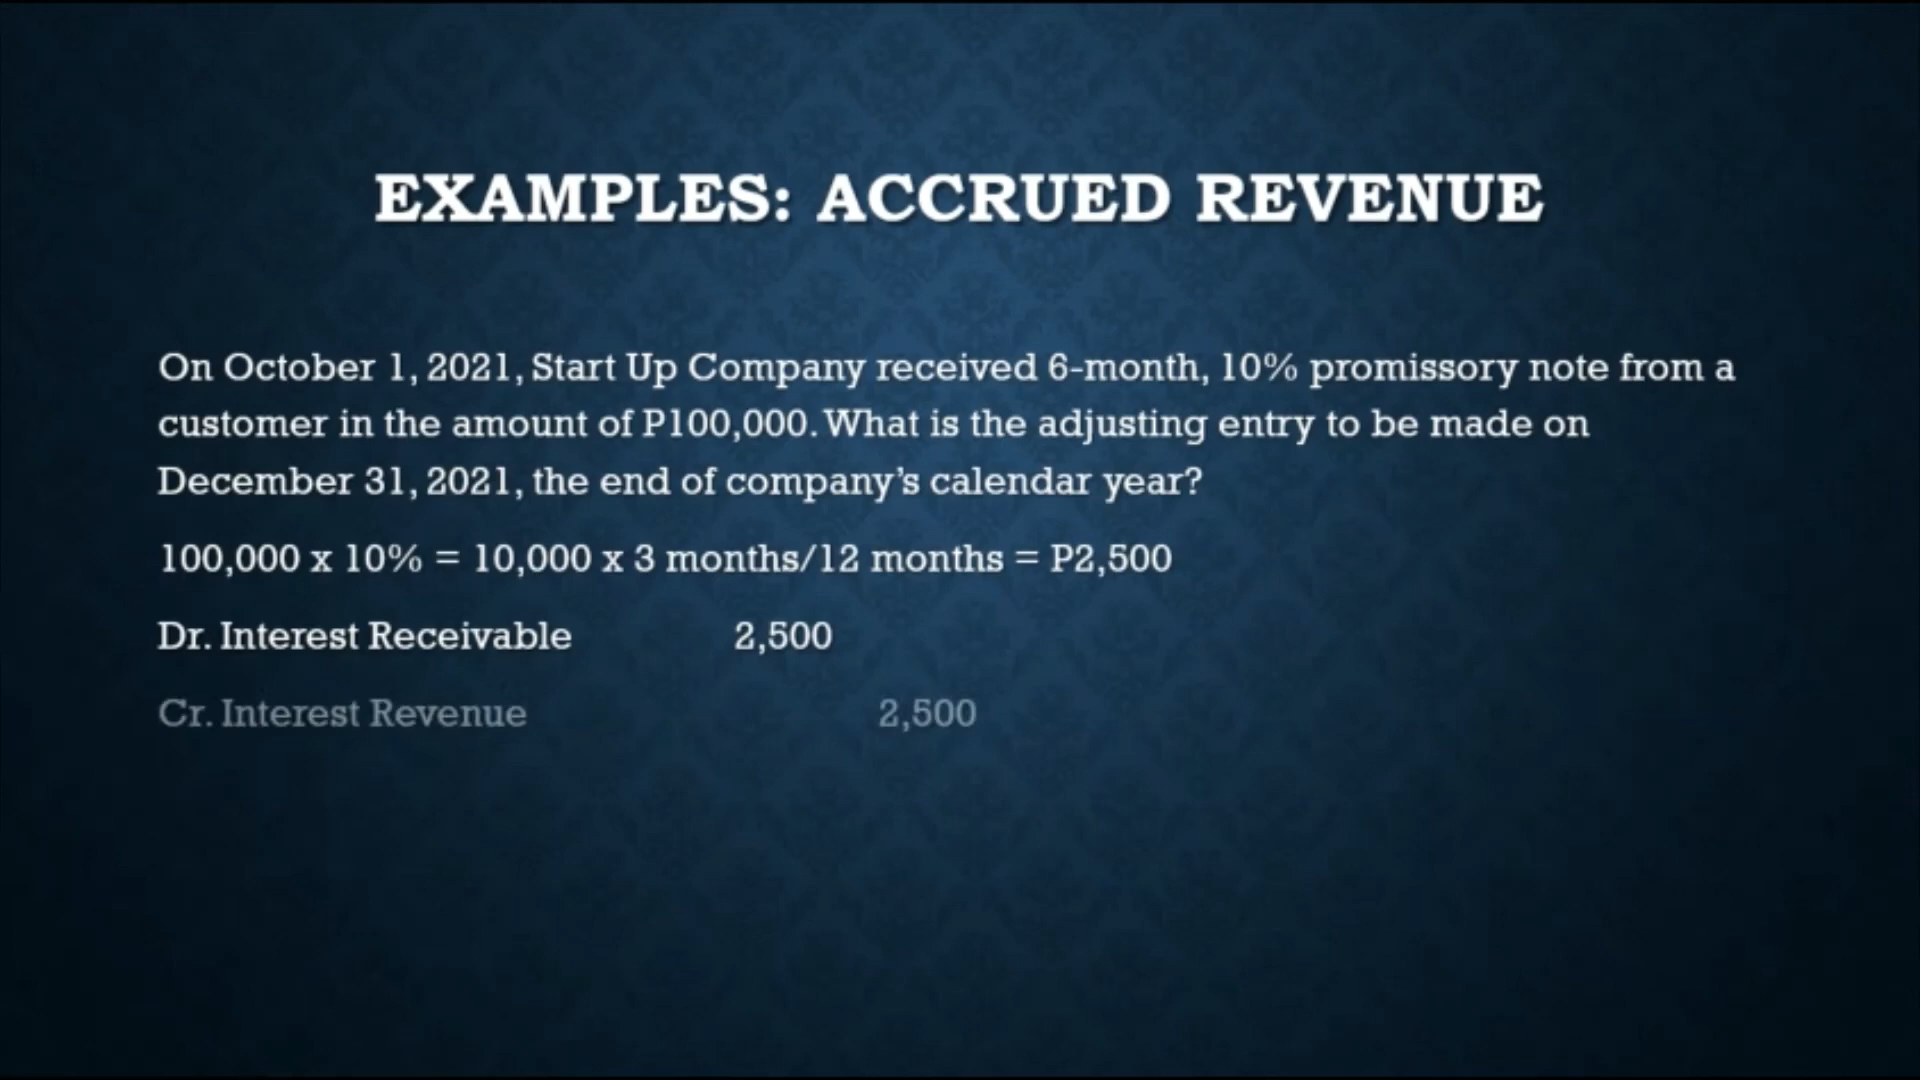 EXAMPLES: ACCRUED REVENUE
On October 1, 2021, Start Up Company received 6-month, 10% promissory note from a
customer in the amount of P100,000. What is the adjusting entry to be made on
December 31, 2021, the end of company's calendar year?
100,000 x 10% = 10,000 x 3 months/12 months = P2,500
Dr. Interest Receivable 2,500
Cr. Interest Revenue 2,500